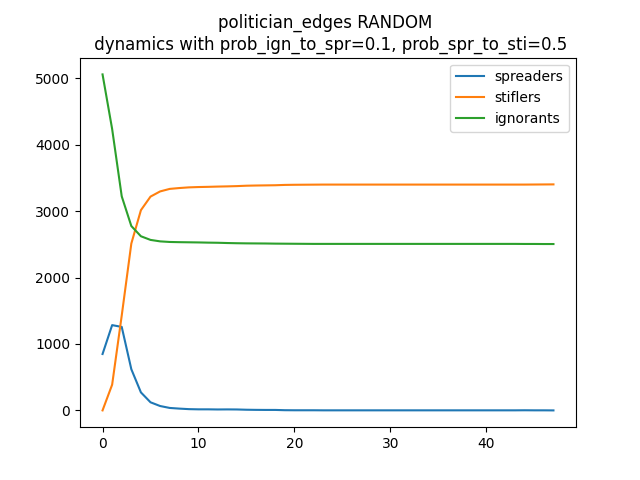 politician_edges RANDOM
dynamics with prob_ign_to_spr=0.1, prob_spr_to_sti=0.5
spreaders
stiflers
ignorants
5000
4000
3000
2000
1000
0
0 10 20 30 40